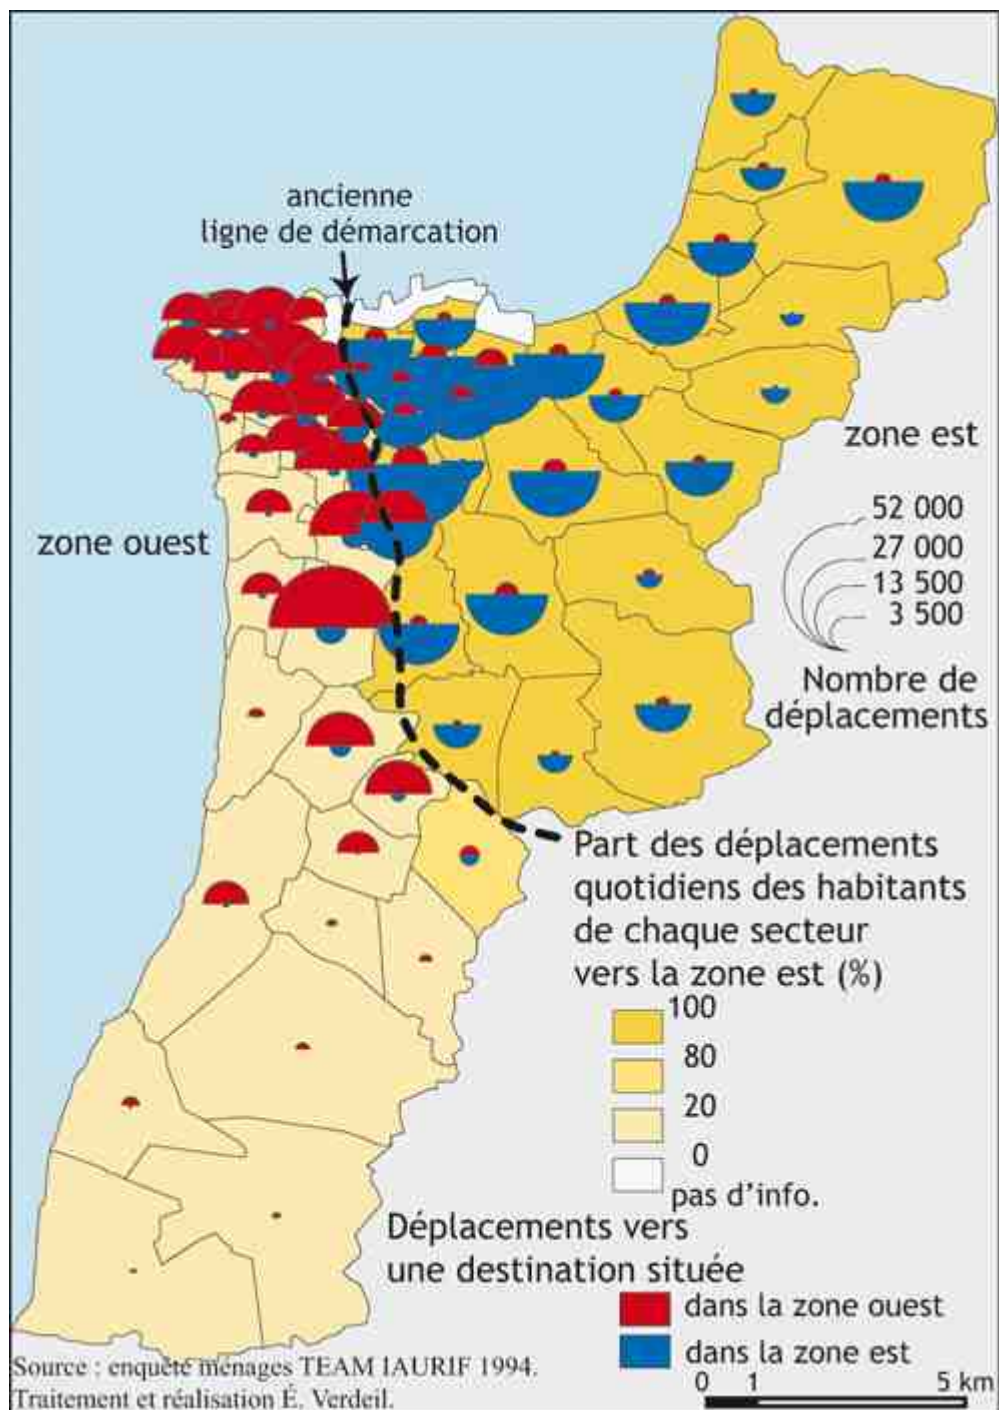 ancienne
ligne de démarcation
zone est
52 000
27 000
13 500
3 500
zone ouest
Nombre de
déplacements
Part des déplacements
quotidiens des habitants
de chaque secteur
vers la zone est (%)
100
80
20
0
pas d'info.
Déplacements vers
une destination située
dans la zone ouest
dans la zone est
Source : enquête ménages TEAM IAURIF 1994.
Traitement et réalisation É. Verdeil.
0 1 5 km